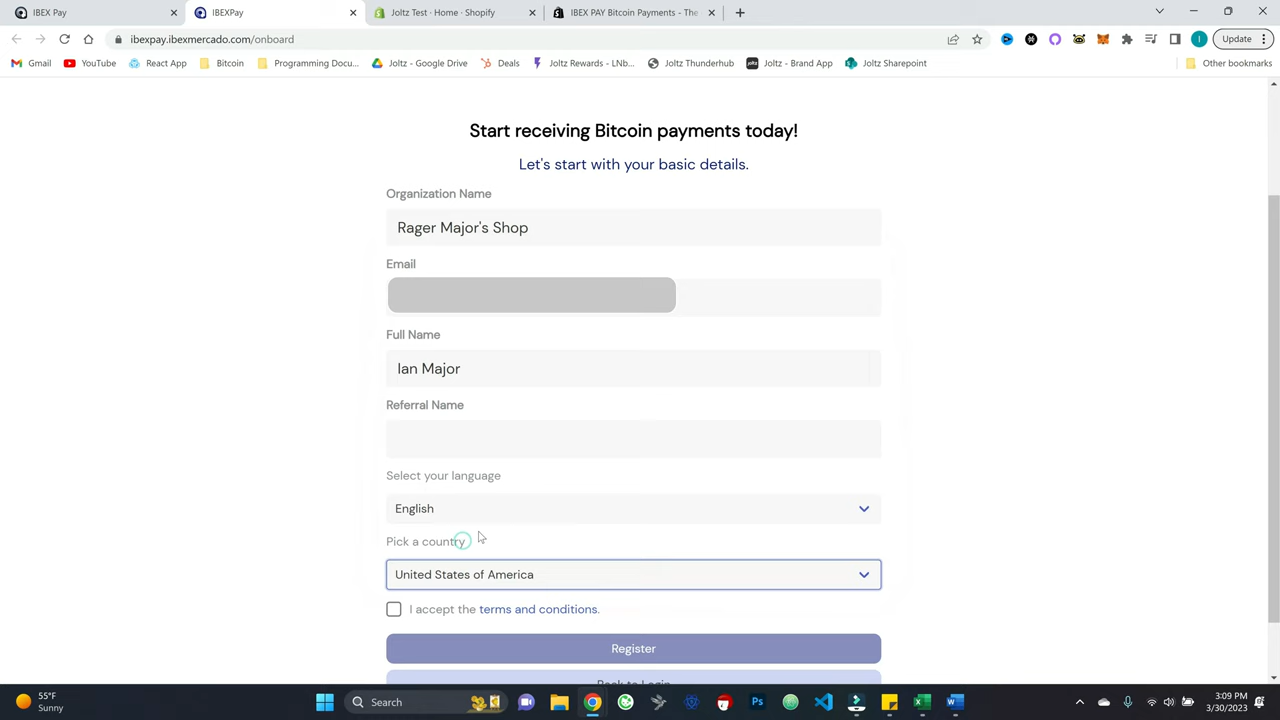 IBEX Pay
IBEXPay
Joltz Test · Home · Shopify
IBEX PAY Bitcoin Payments - The
ibexpay.ibexmercado.com/onboard
Update
Gmail
YouTube
React App
Bitcoin
Programming Docu...
Joltz - Google Drive
Deals
Joltz Rewards - LNb...
Joltz Thunderhub
Joltz - Brand App
Joltz Sharepoint
Other bookmarks
Start receiving Bitcoin payments today!
Let's start with your basic details.
Organization Name
Rager Major's Shop
Email
Full Name
Ian Major
Referral Name
Select your language
English
Pick a country
United States of America
I accept the terms and conditions.
Register
Back to Login
55°F
Sunny
Search
3:09 PM
3/30/2023